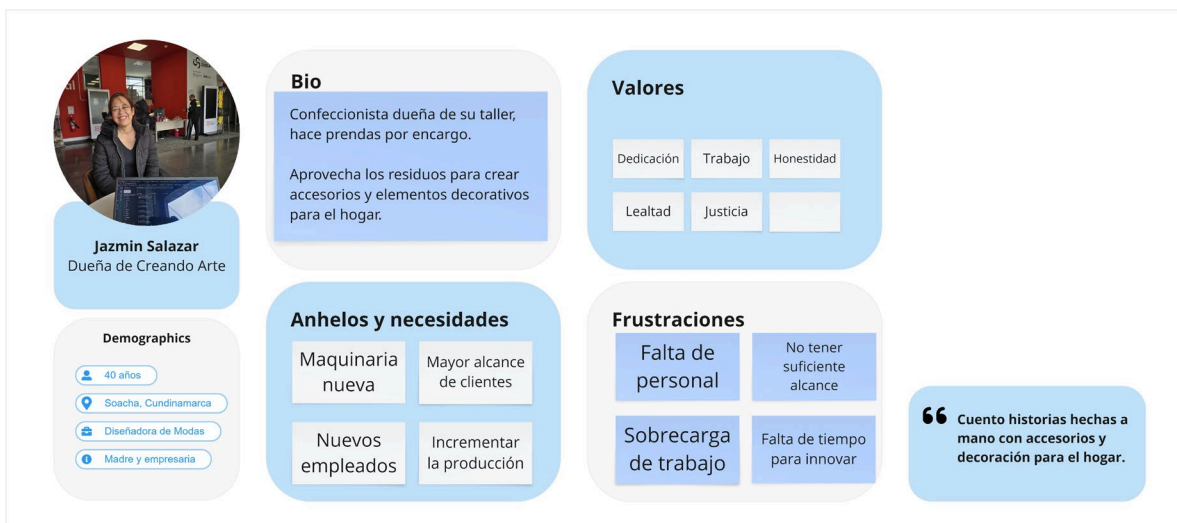 Jazmin Salazar
Dueña de Creando Arte
Demographics
40 años
Soacha, Cundinamarca
Diseñadora de Modas
Madre y empresaria
Bio
Confeccionista dueña de su taller,
hace prendas por encargo.
Aprovecha los residuos para crear
accesorios y elementos decorativos
para el hogar.
Valores
Dedicación
Trabajo
Honestidad
Lealtad
Justicia
Anhelos y necesidades
Maquinaria
nueva
Mayor alcance
de clientes
Nuevos
empleados
Incrementar
la producción
Frustraciones
Falta de
personal
No tener
suficiente
alcance
Sobrecarga
de trabajo
Falta de tiempo
para innovar
“ Cuento historias hechas a
mano con accesorios y
decoración para el hogar.